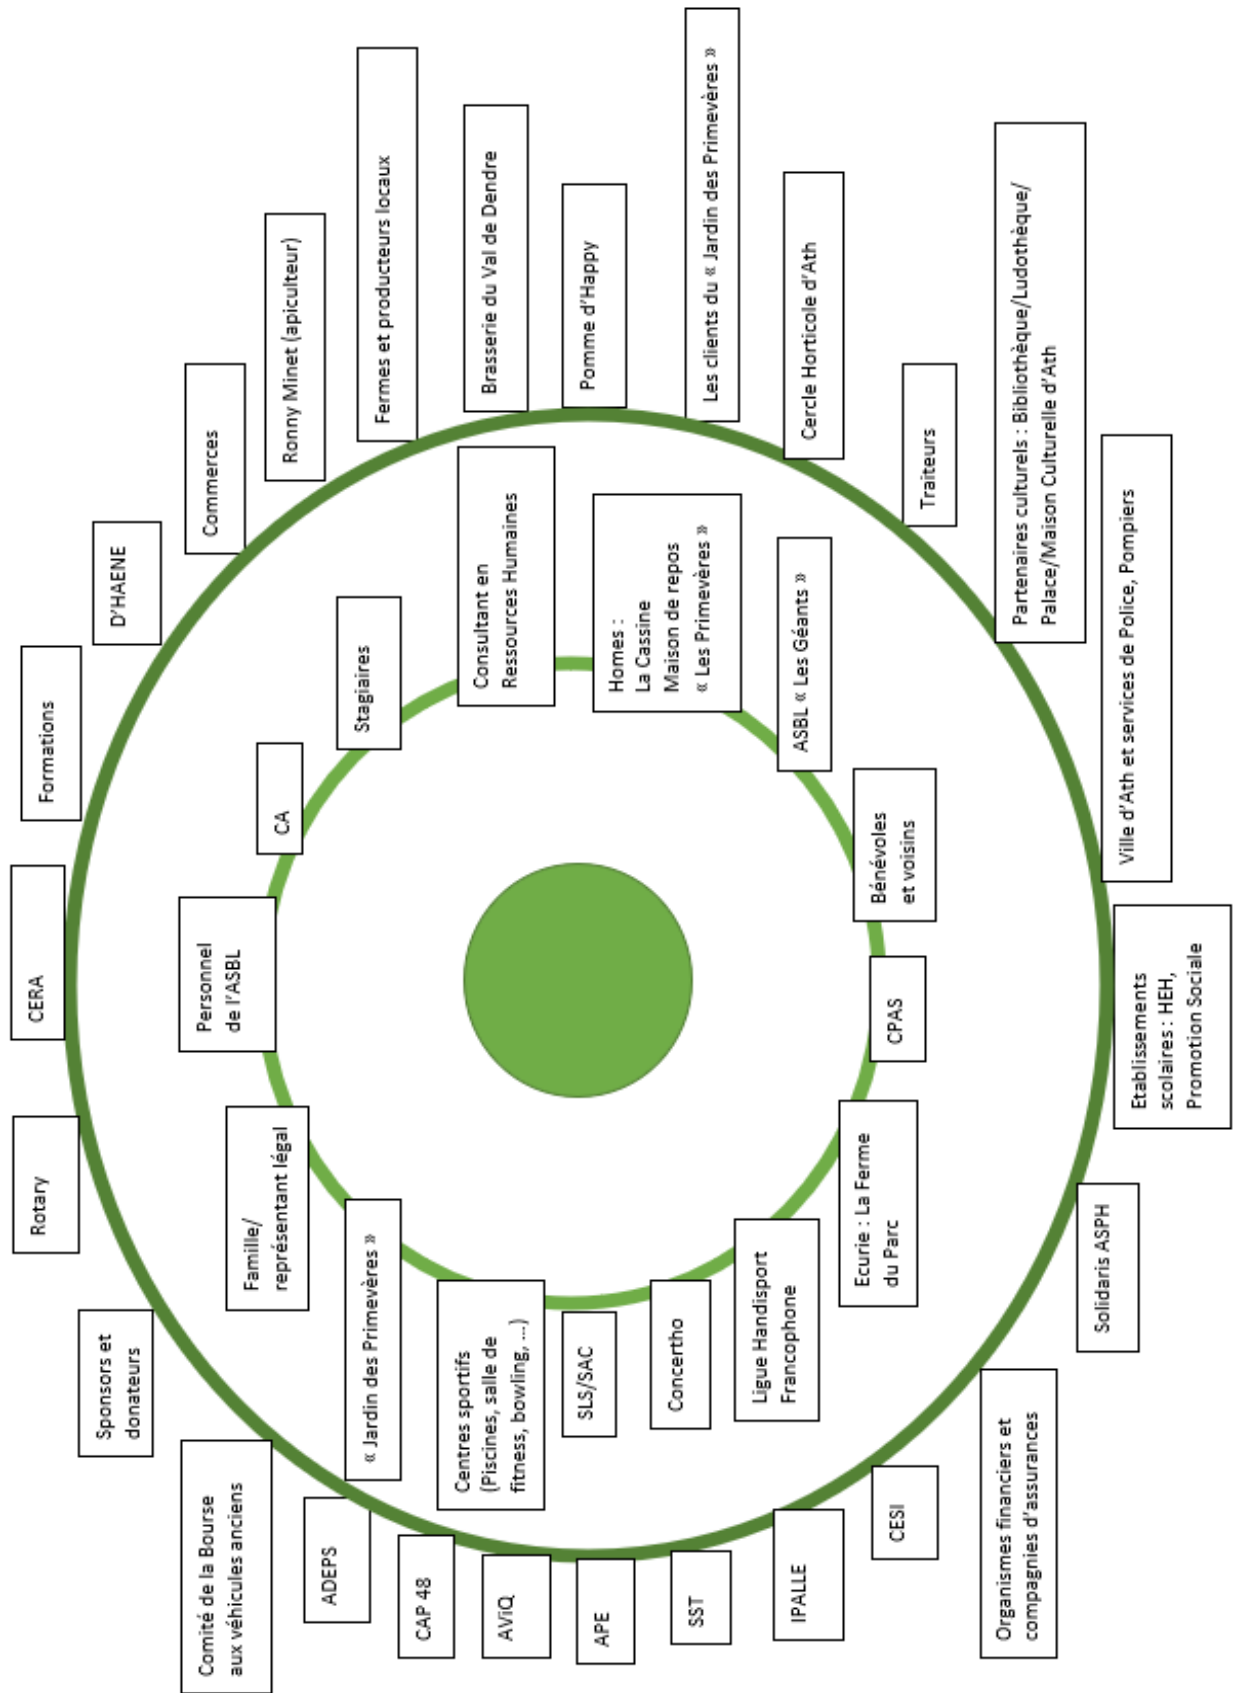 CERA
Formations
D'HAENE
Commerces
Ronny Minet (apiculteur)
Fermes et producteurs locaux
Brasserie du Val de Dendre
Pomme d'Happy
Les clients du « Jardin des Primevères »
Cercle Horticole d'Ath
Traiteurs
Partenaires culturels : Bibliothèque/Ludothèque/
Palace/Maison Culturelle d'Ath
Ville d'Ath et services de Police, Pompiers
Etablissements
scolaires : HEH,
Promotion Sociale
Solidaris ASPH
Organismes financiers et
compagnies d'assurances
CESI
IPALLE
SST
APE
AViQ
CAP 48
ADEPS
Comité de la Bourse
aux véhicules anciens
Sponsors et
donateurs
Rotary
Personnel
de l'ASBL
CA
Stagiaires
Consultant en
Ressources Humaines
Homes :
La Cassine
Maison de repos
« Les Primevères »
ASBL « Les Géants »
Bénévoles
et voisins
CPAS
Ecurie : La Ferme
du Parc
Ligue Handisport
Francophone
Concertho
SLS/SAC
Centres sportifs
(Piscines, salle de
fitness, bowling, ...)
« Jardin des Primevères »
Famille/
représentant légal